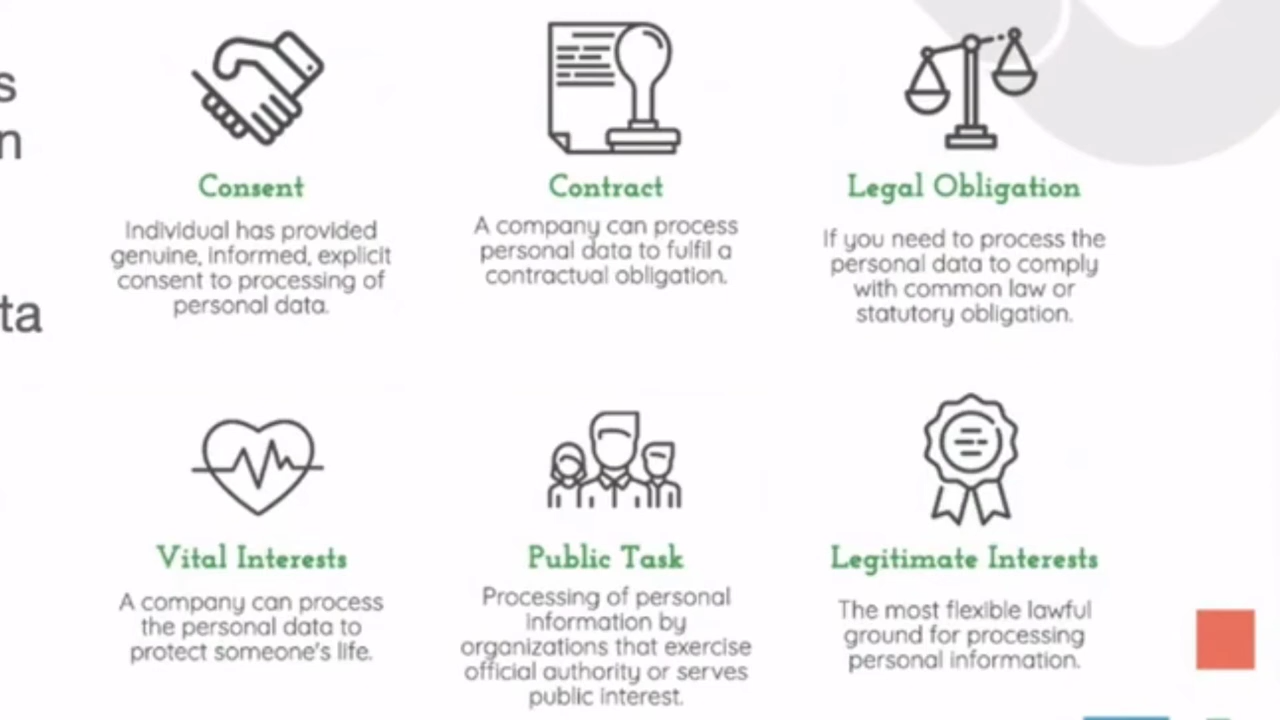 s
n
ta
Consent
Individual has provided
genuine, informed, explicit
consent to processing of
personal data.
Contract
A company can process
personal data to fulfil a
contractual obligation.
Legal Obligation
If you need to process the
personal data to comply
with common law or
statutory obligation.
Vital Interests
A company can process
the personal data to
protect someone's life.
Public Task
Processing of personal
information by
organizations that exercise
official authority or serves
public interest.
Legitimate Interests
The most flexible lawful
ground for processing
personal information.